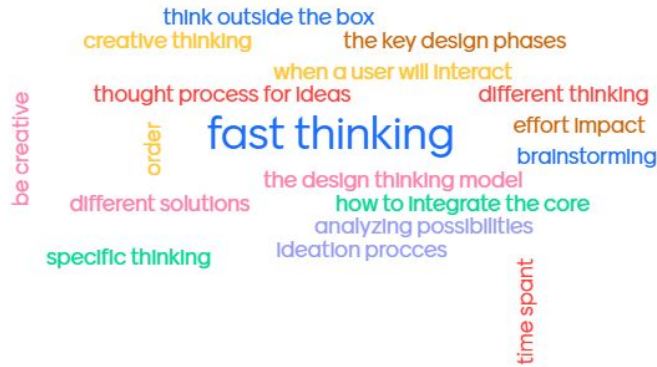 think outside the box
creative thinking
the key design phases
when a user will interact
thought process for ideas
different thinking
be creative
order
fast thinking
effort impact
brainstorming
the design thinking model
different solutions
how to integrate the core
analyzing possibilities
ideation procces
specific thinking
time spant